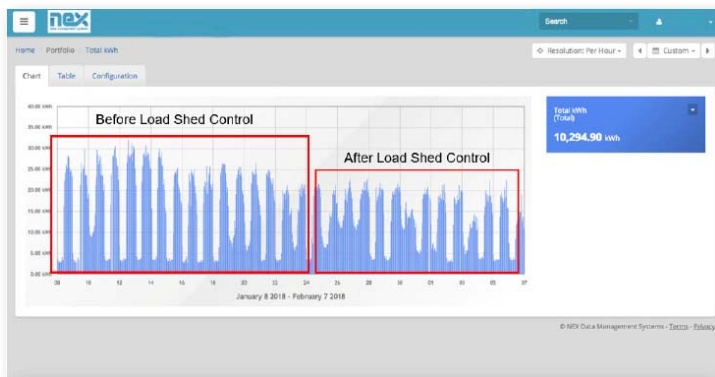 nex
Search
Home Portfolio Total kWh
Resolution: Per Hour
Custom
Chart Table Configuration
40.00 kWh
35.00 kWh
30.00 kWh
25.00 kWh
20.00 kWh
15.00 kWh
10.00 kWh
5.00 kWh
0.00 kWh
Before Load Shed Control
After Load Shed Control
08 10 12 14 16 18 20 22 24 26 28 30 01 03 05 07
January 8 2018 - February 7 2018
Total kWh
(Total)
10,294.90 kWh
© NEX Data Management Systems - Terms - Privacy